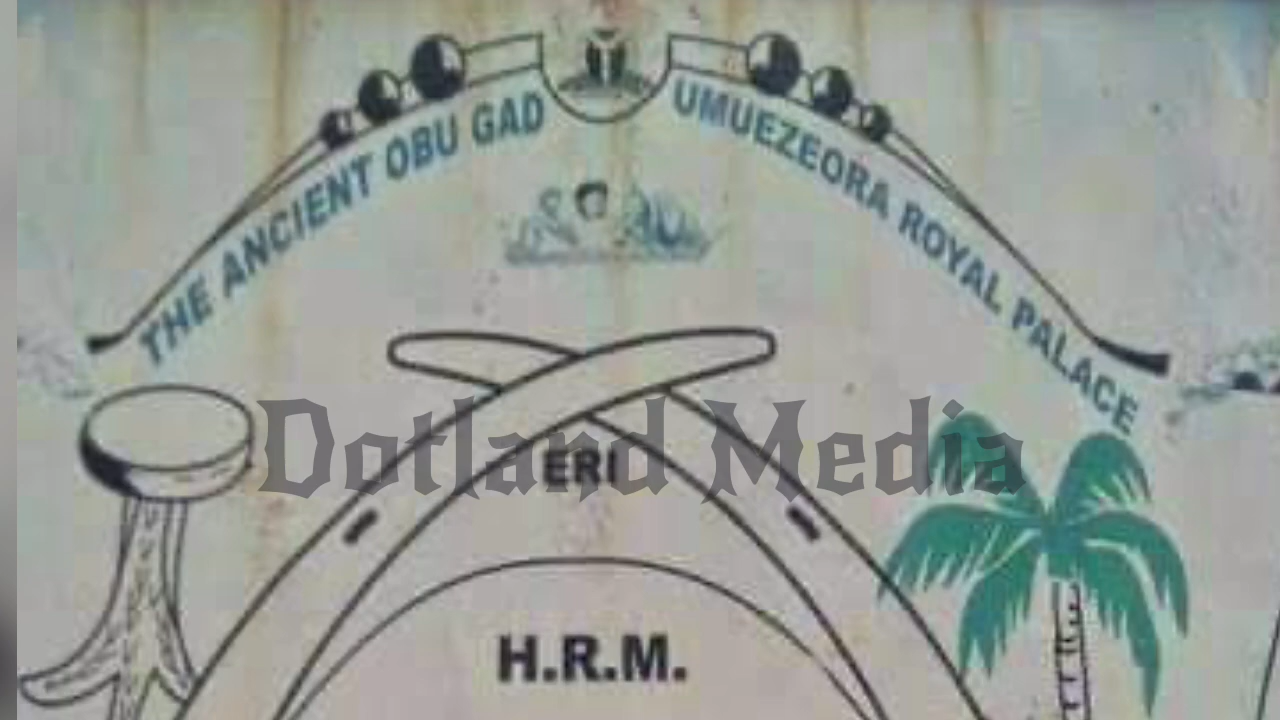 THE ANCIENT OBU GAD
UMUEZEORA ROYAL PALACE
ERI
Dotland Media
H.R.M.